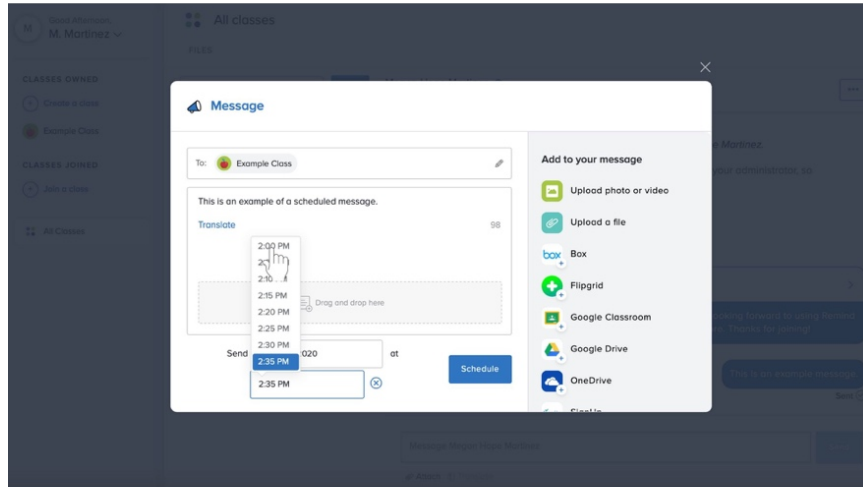 M
Good Afternoon,
M. Martinez
All classes
FILES
CLASSES OWNED
Create a class
Example Class
CLASSES JOINED
Join a class
All Classes
Message
To: Example Class
This is an example of a scheduled message.
Translate
98
2:00 PM
2:15 PM
2:20 PM
2:25 PM
2:30 PM
2:35 PM
Drag and drop here
Send
020
at
2:35 PM
Schedule
Add to your message
Upload photo or video
Upload a file
box Box
Flipgrid
Google Classroom
Google Drive
OneDrive
Martinez.
your administrator, so
looking forward to using Remind
Thanks for joining!
This is an example message
Send